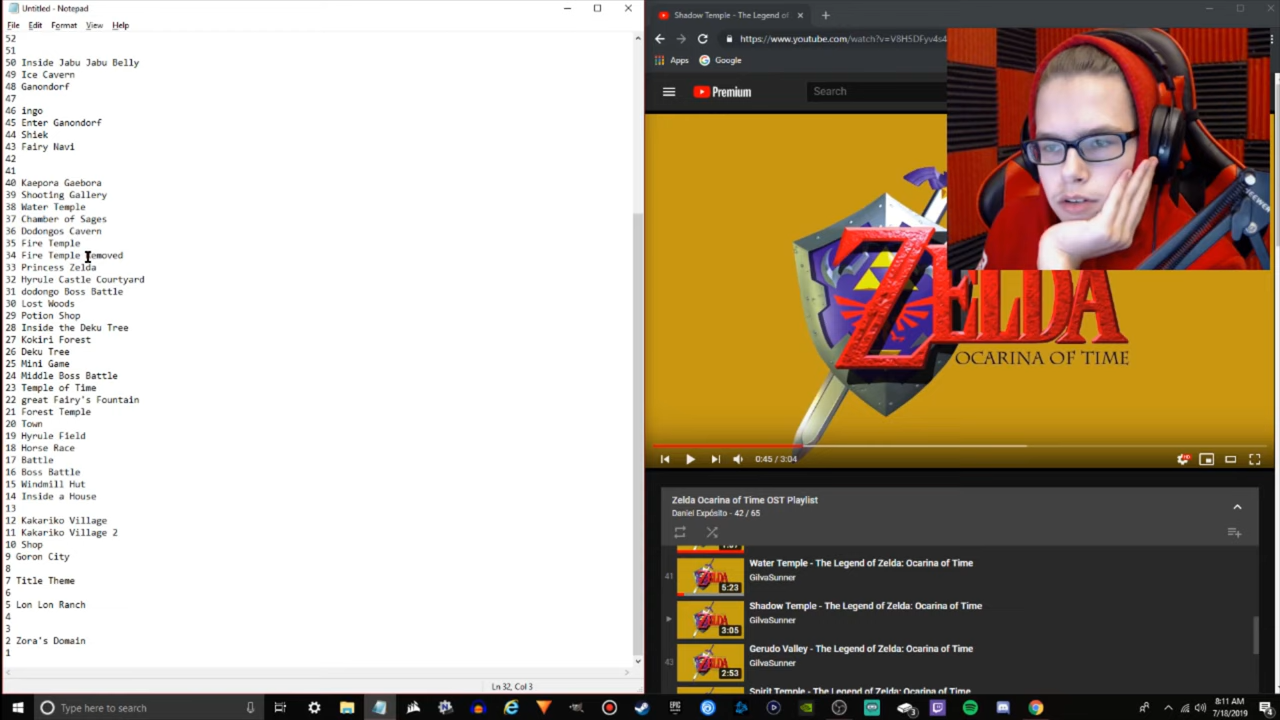 Untitled - Notepad
File Edit Format View Help
52
51
50 Inside Jabu Jabu Belly
49 Ice Cavern
48 Ganondorf
47
46 ingo
45 Enter Ganondorf
44 Shiek
43 Fairy Navi
42
41
40 Kaepora Gaebora
39 Shooting Gallery
38 Water Temple
37 Chamber of Sages
36 Dodongos Cavern
35 Fire Temple
34 Fire Temple Removed
33 Princess Zelda
32 Hyrule Castle Courtyard
31 dodongo Boss Battle
30 Lost Woods
29 Potion Shop
28 Inside the Deku Tree
27 Kokiri Forest
26 Deku Tree
25 Mini Game
24 Middle Boss Battle
23 Temple of Time
22 great Fairy's Fountain
21 Forest Temple
20 Town
19 Hyrule Field
18 Horse Race
17 Battle
16 Boss Battle
15 Windmill Hut
14 Inside a House
13
12 Kakariko Village
11 Kakariko Village 2
10 Shop
9 Goron City
8
7 Title Theme
6
5 Lon Lon Ranch
4
3
2 Zora's Domain
1
Ln 32, Col 3
Shadow Temple - The Legend of
https://www.youtube.com/watch?v=V8H5DFyv4s4
Apps Google
Premium
Search
ZELDA
OCARINA OF TIME
0:45 / 3:04
Zelda Ocarina of Time OST Playlist
Daniel Expósito - 42 / 65
41 Water Temple - The Legend of Zelda: Ocarina of Time
GilvaSunner
5:23
Shadow Temple - The Legend of Zelda: Ocarina of Time
GilvaSunner
3:05
43 Gerudo Valley - The Legend of Zelda: Ocarina of Time
GilvaSunner
2:53
Spirit Temple - The Legend of Zelda: Ocarina of Time
Type here to search
8:11 AM
7/18/2019